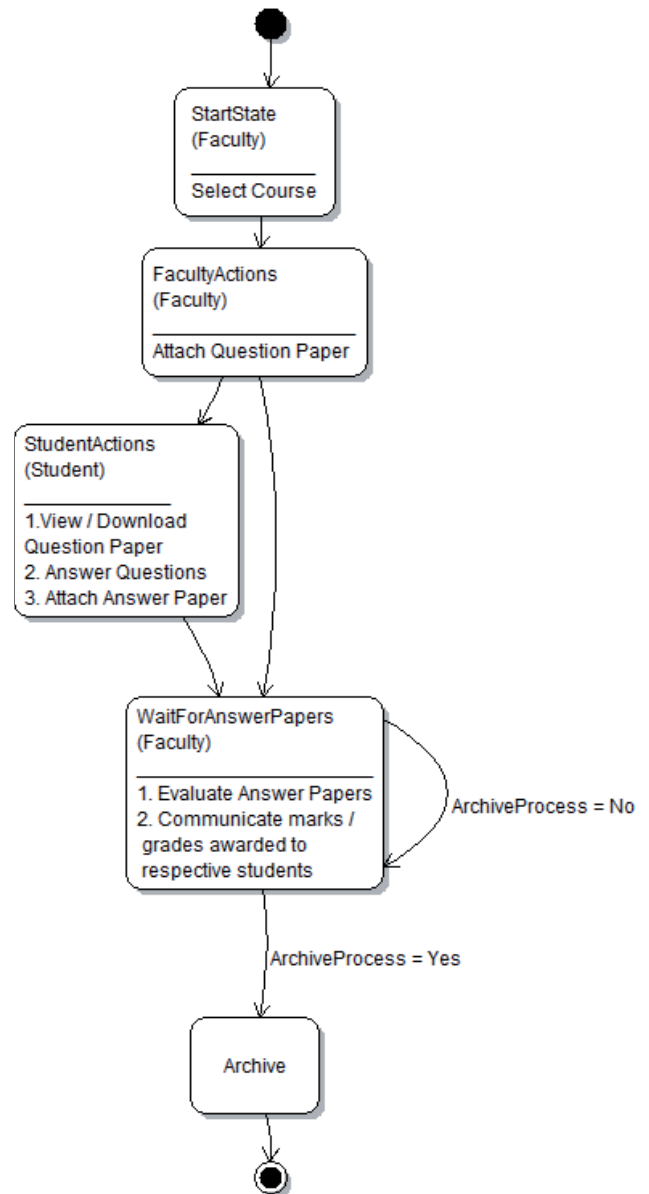 StartState
(Faculty)
Select Course
FacultyActions
(Faculty)
Attach Question Paper
StudentActions
(Student)
1.View / Download
Question Paper
2. Answer Questions
3. Attach Answer Paper
WaitForAnswerPapers
(Faculty)
1. Evaluate Answer Papers
2. Communicate marks /
grades awarded to
respective students
ArchiveProcess = No
ArchiveProcess = Yes
Archive